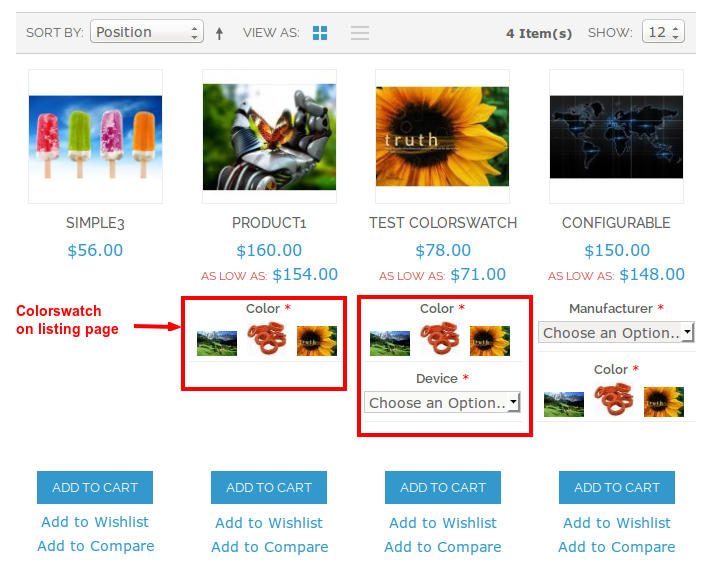 SORT BY: Position VIEW AS: 4 Item(s) SHOW: 12
truth
SIMPLE3 PRODUCT1 TEST COLORSWATCH CONFIGURABLE
$56.00 $160.00 $78.00 $150.00
AS LOW AS: $154.00 AS LOW AS: $71.00 AS LOW AS: $148.00
Colorswatch
on listing page
Color * Color * Manufacturer *
Choose an Option..
Truth Truth
Device * Color *
Choose an Option..
Truth
ADD TO CART ADD TO CART ADD TO CART ADD TO CART
Add to Wishlist Add to Wishlist Add to Wishlist Add to Wishlist
Add to Compare Add to Compare Add to Compare Add to Compare